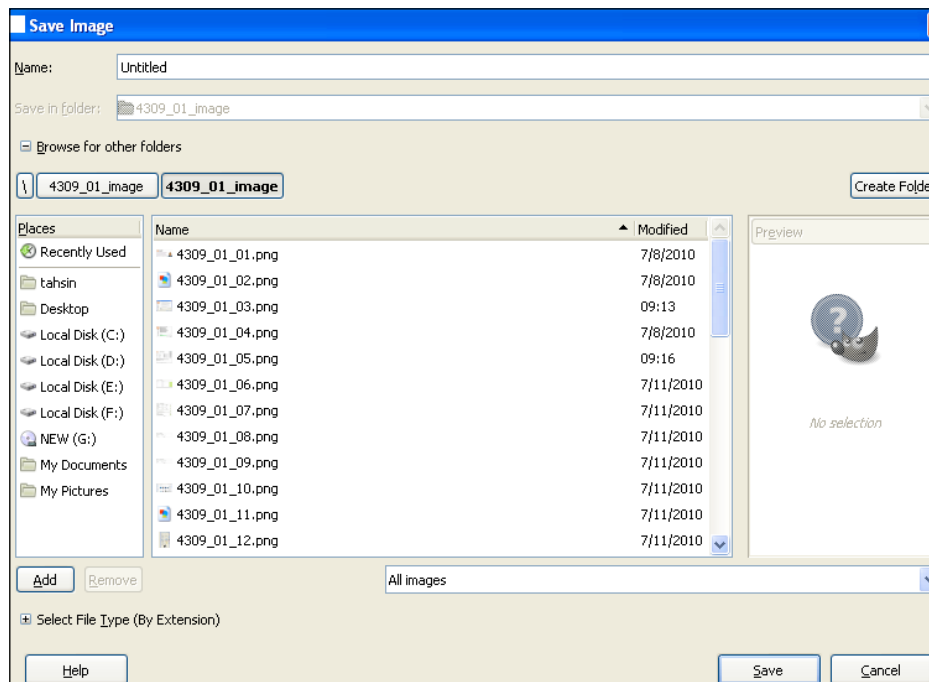 Save Image
Name: Untitled
Save in folder: 4309_01_image
Browse for other folders
\ 4309_01_image 4309_01_image Create Folde
Places Name Modified Preview
Recently Used 4309_01_01.png 7/8/2010
tahsin 4309_01_02.png 7/8/2010
Desktop 4309_01_03.png 09:13
Local Disk (C:) 4309_01_04.png 7/8/2010
Local Disk (D:) 4309_01_05.png 09:16
Local Disk (E:) 4309_01_06.png 7/11/2010
Local Disk (F:) 4309_01_07.png 7/11/2010
No selection
NEW (G:) 4309_01_08.png 7/11/2010
My Documents 4309_01_09.png 7/11/2010
My Pictures 4309_01_10.png 7/11/2010
4309_01_11.png 7/11/2010
4309_01_12.png 7/11/2010
Add Remove All images
Select File Type (By Extension)
Help Save Cancel